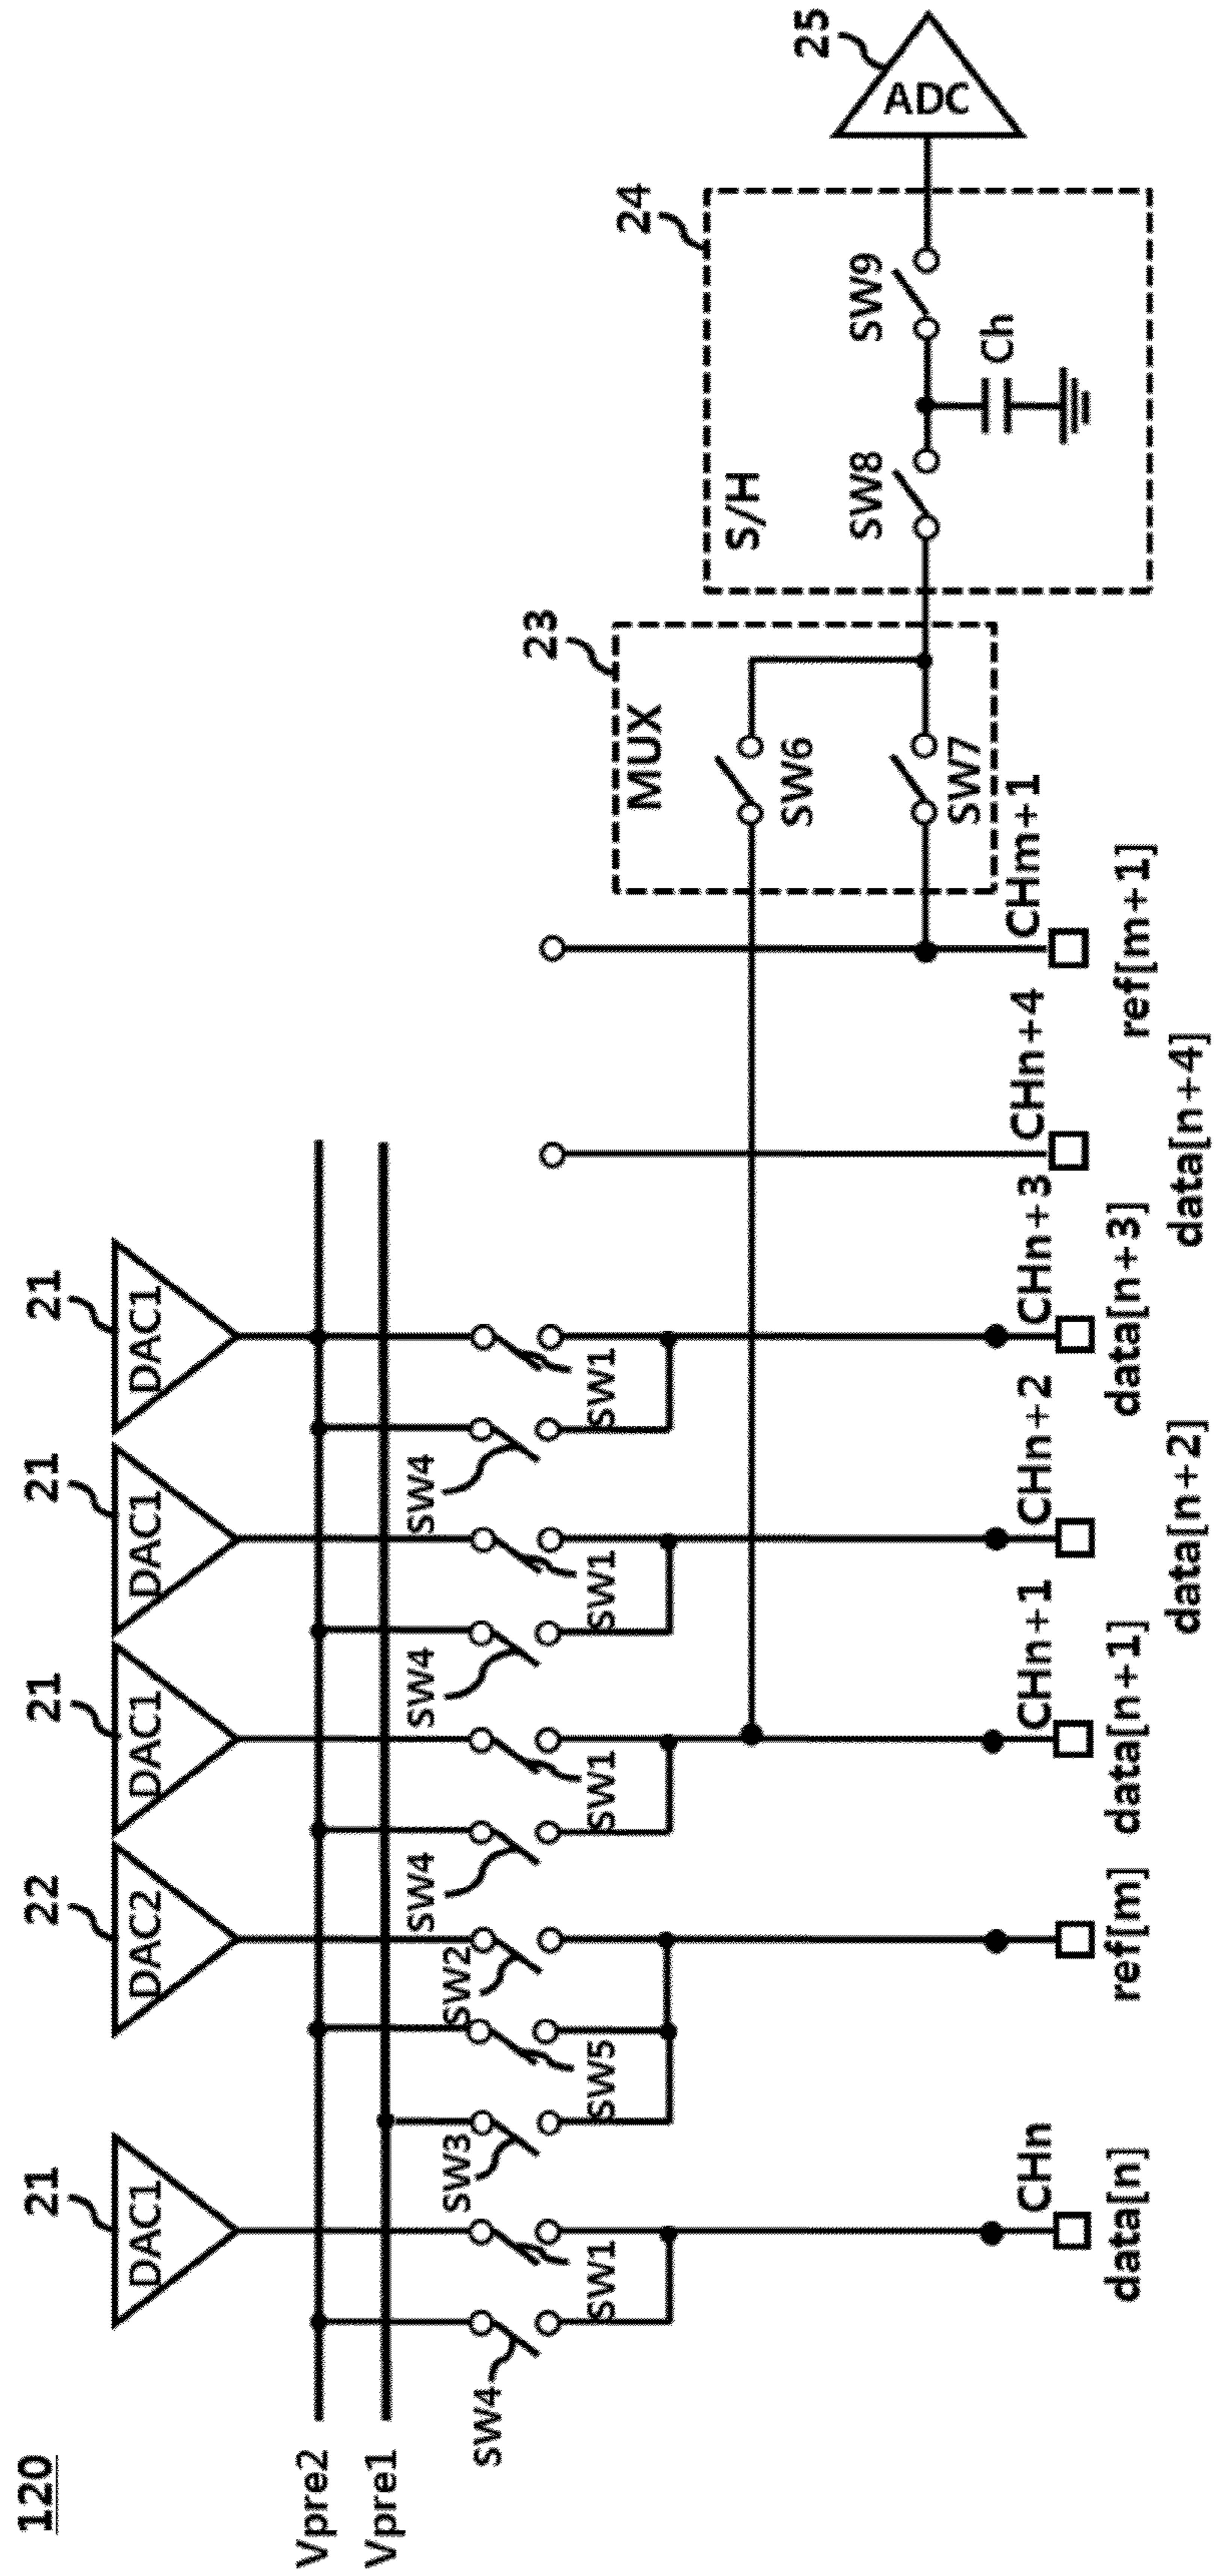 120
21
22
21
21
21
25
DAC1
DAC2
DAC1
DAC1
DAC1
ADC
Vpre2
Vpre1
24
23
S/H
MUX
SW4
SW1
SW3
SW5
SW2
SW4
SW1
SW4
SW1
SW4
SW1
SW6
SW7
SW8
SW9
Ch
CHn
CHn+1
CHn+2
CHn+3
CHn+4
CHm+1
data[n]
ref[m]
data[n+1]
data[n+2]
data[n+3]
data[n+4]
ref[m+1]